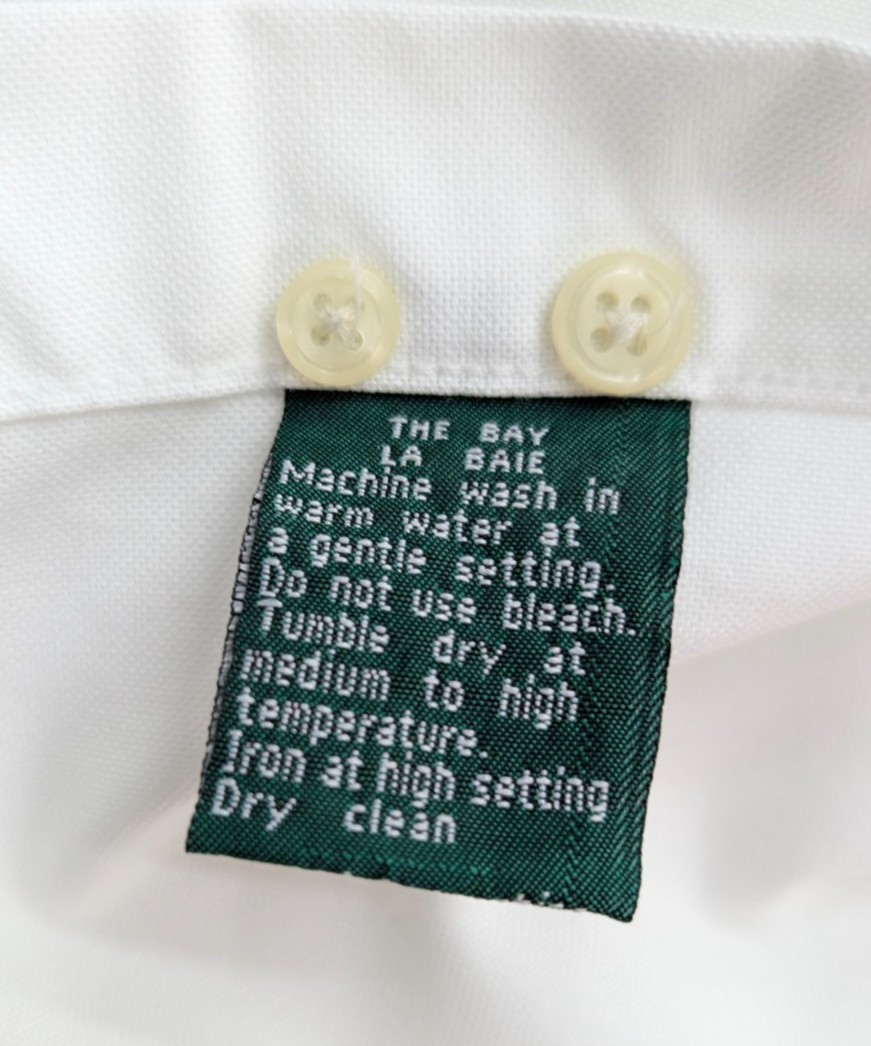 THE BAY
LA BAIE
Machine wash in
warm water at
a gentle setting.
Do not use bleach.
Tumble dry at
medium to high
temperature.
Iron at high setting
Dry clean